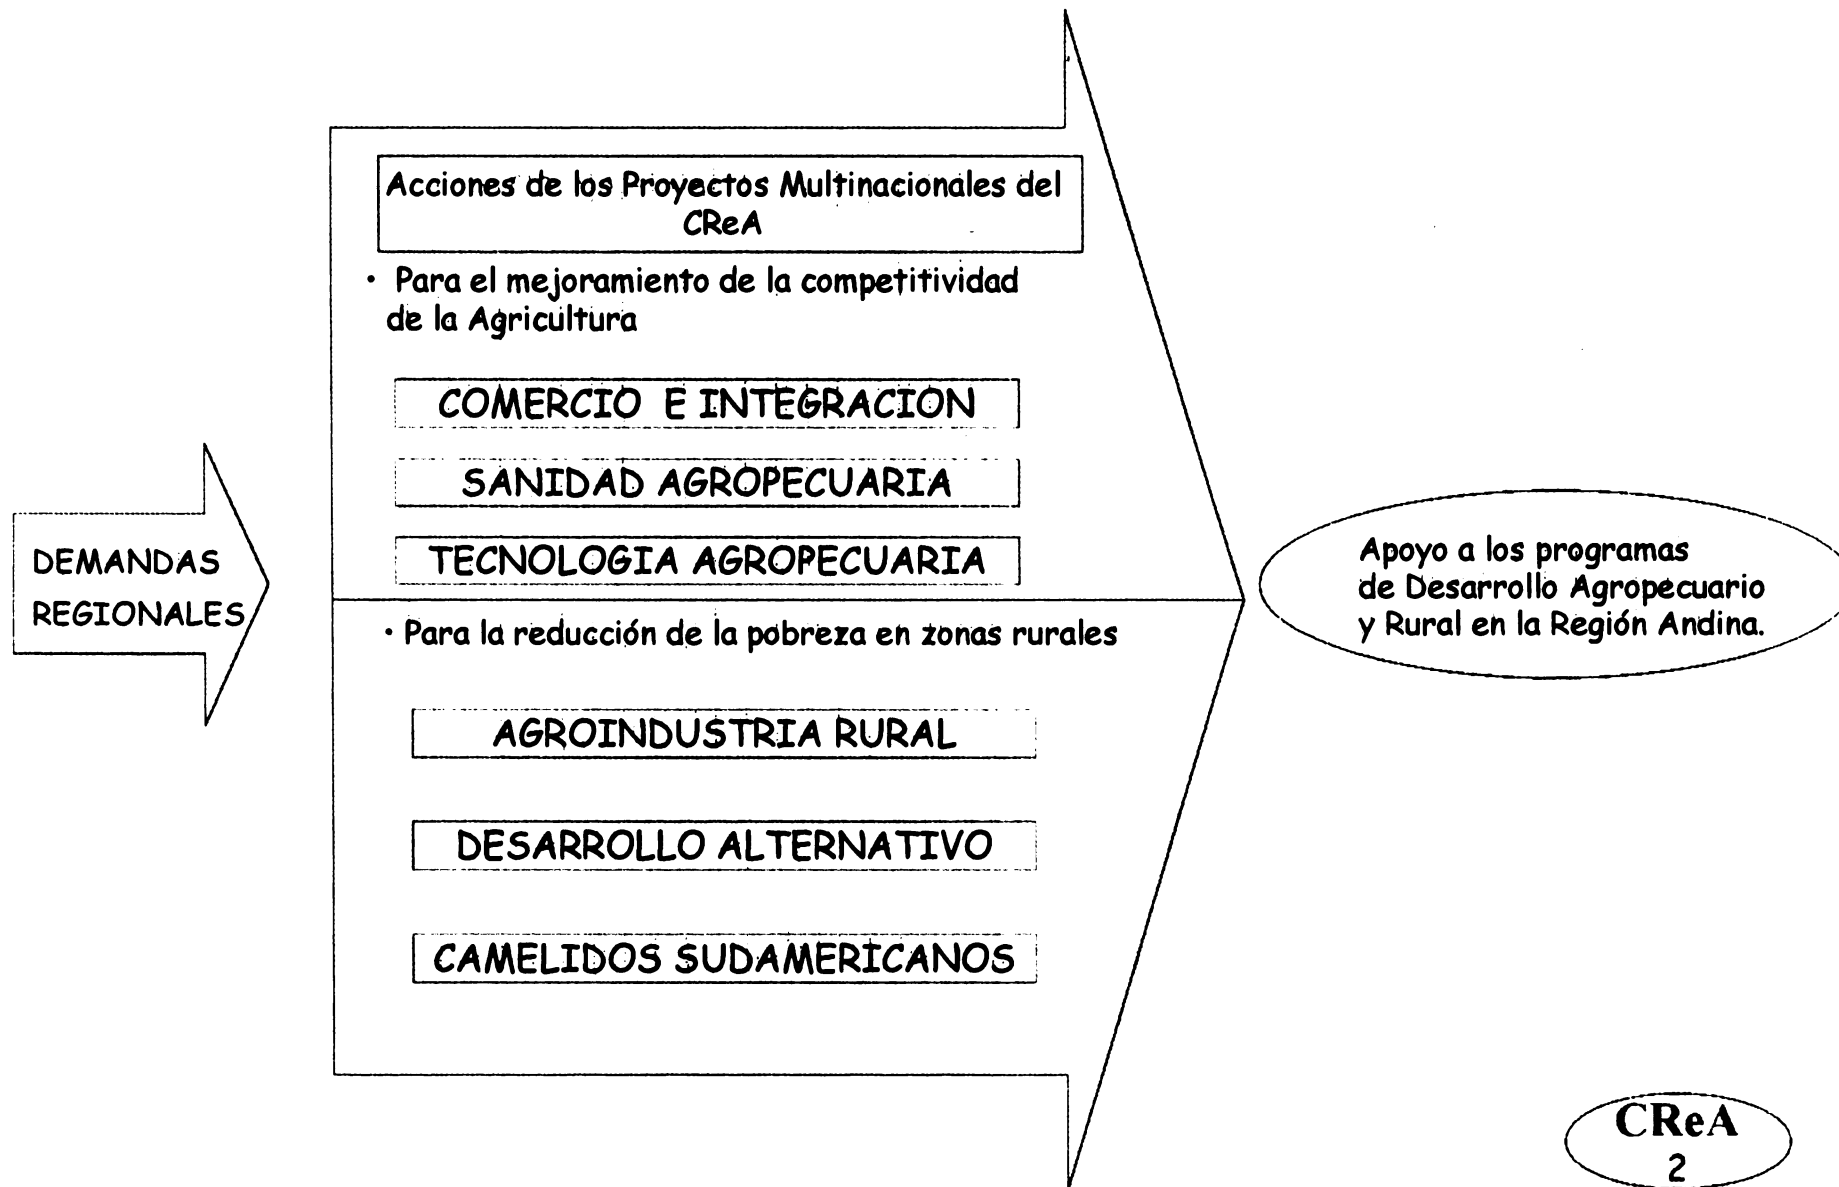 Acciones de los Proyectos Multinacionales del
CReA
• Para el mejoramiento de la competitividad
de la Agricultura
COMERCIO E INTEGRACION
SANIDAD AGROPECUARIA
TECNOLOGIA AGROPECUARIA
DEMANDAS
REGIONALES
• Para la reducción de la pobreza en zonas rurales
AGROINDUSTRIA RURAL
DESARROLLO ALTERNATIVO
CAMELIDOS SUDAMERICANOS
Apoyo a los programas
de Desarrollo Agropecuario
y Rural en la Región Andina.
CReA
2